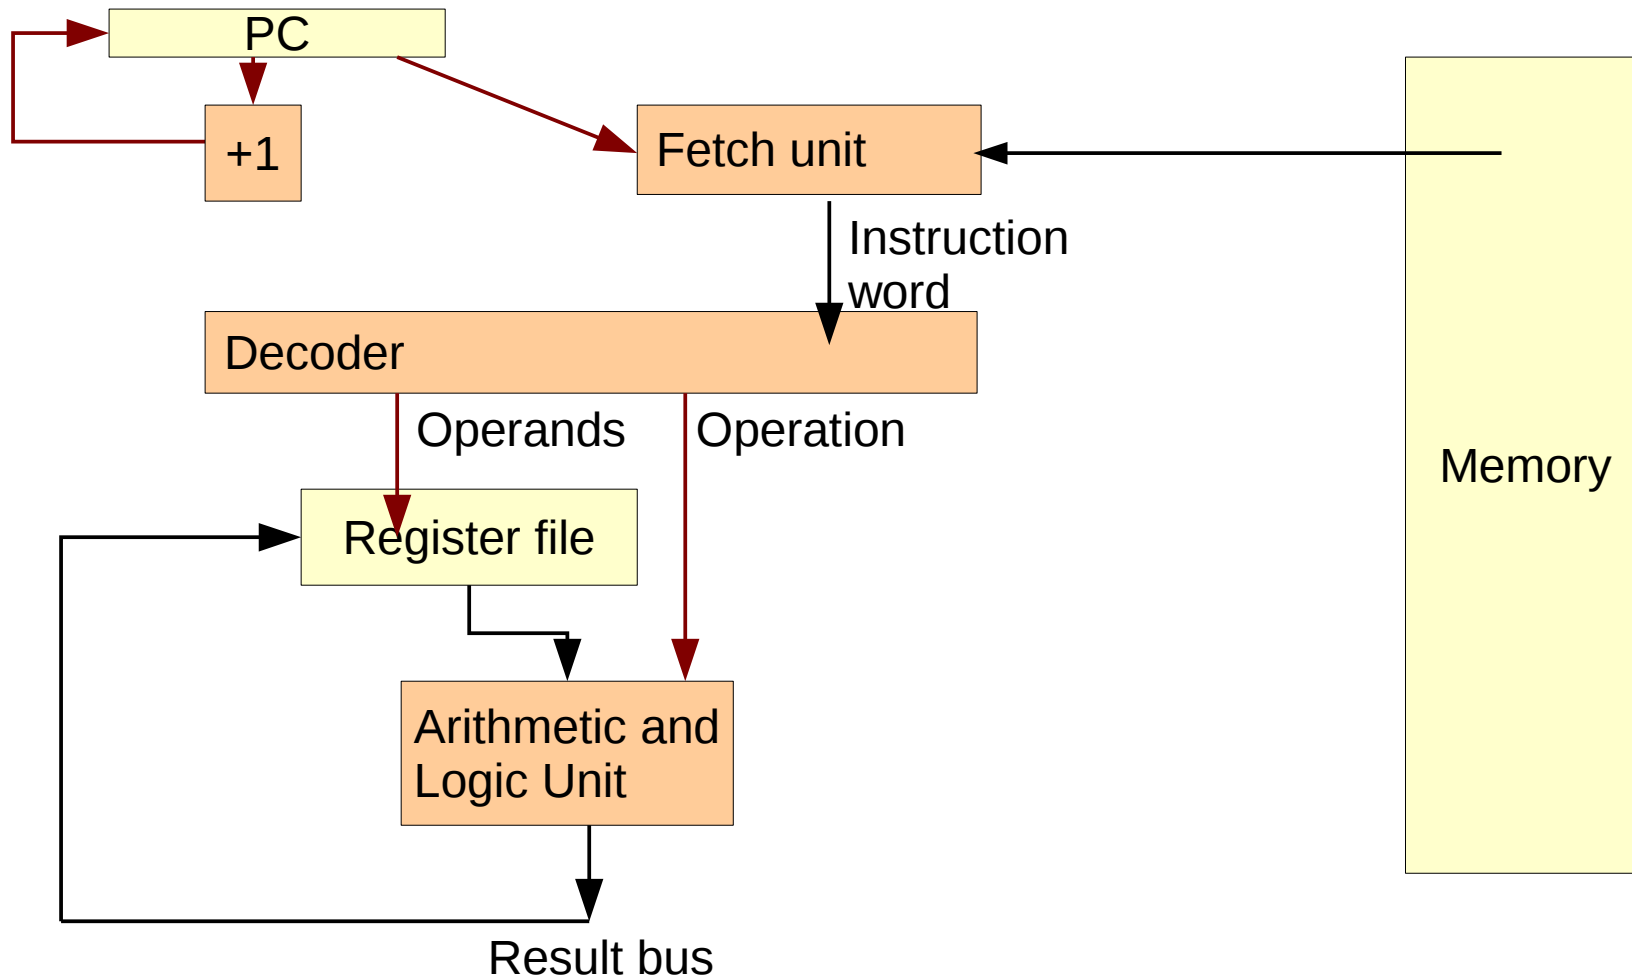 PC
+1
Fetch unit
Instruction
word
Decoder
Operands
Operation
Memory
Register file
Arithmetic and
Logic Unit
Result bus